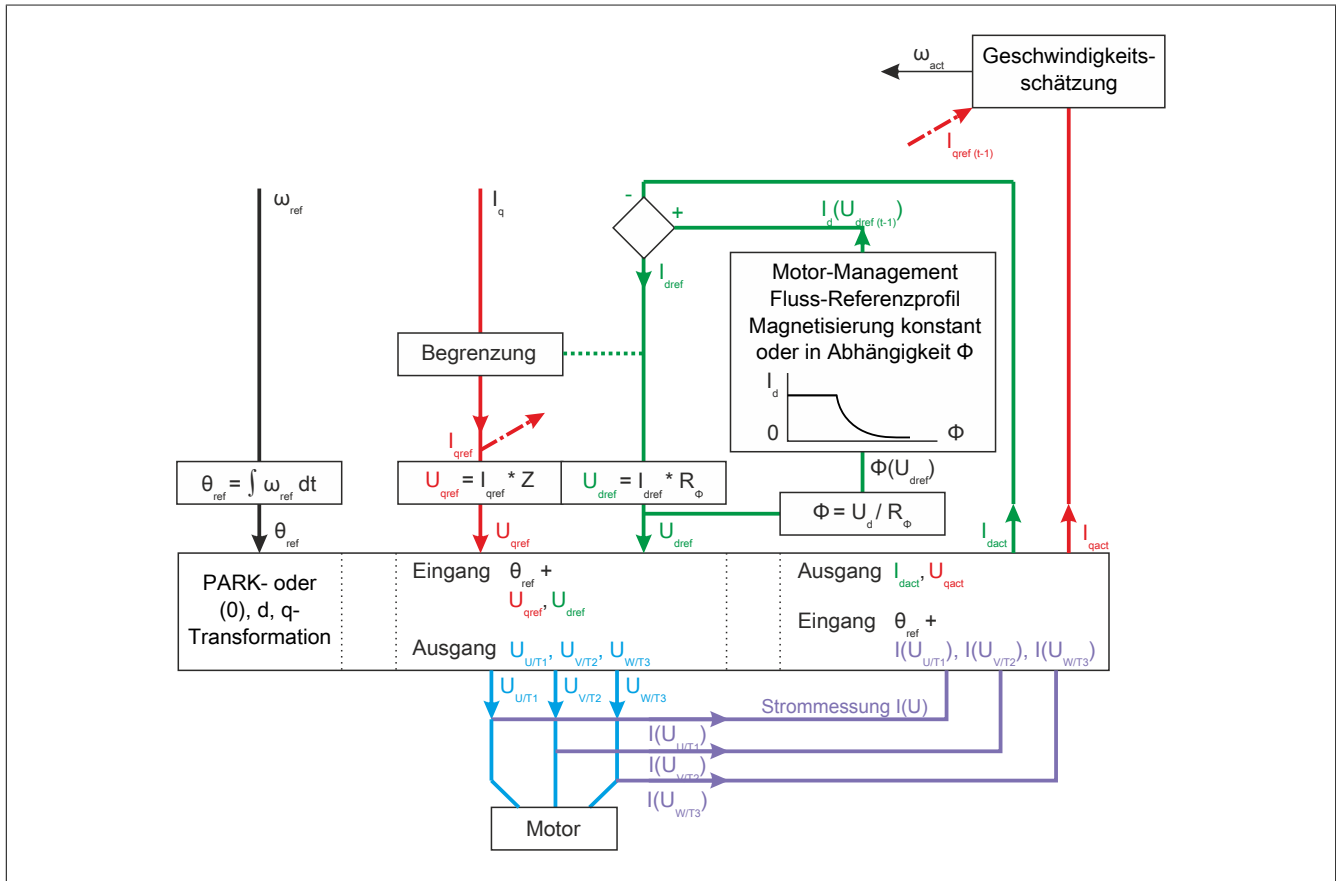 Geschwindigkeits-
schätzung
ω_act
I_qref (t-1)
ω_ref
I_q
-
+
I_d(U_dref (t-1))
I_dref
Motor-Management
Fluss-Referenzprofil
Magnetisierung konstant
oder in Abhängigkeit Φ
I_d
0
Φ
Begrenzung
I_qref
Φ(U_dref)
θ_ref = ∫ ω_ref dt
U_qref = I_qref * Z
U_dref = I_dref * R_Φ
Φ = U_d / R_Φ
θ_ref
U_qref
U_dref
I_dact
I_qact
PARK- oder
(0), d, q-
Transformation
Eingang θ_ref +
U_qref, U_dref
Ausgang U_U/T1, U_V/T2, U_W/T3
Ausgang I_dact, U_qact
Eingang θ_ref +
I(U_U/T1), I(U_V/T2), I(U_W/T3)
U_U/T1
U_V/T2
U_W/T3
Strommessung I(U)
I(U_U/T1)
I(U_V/T2)
I(U_W/T3)
Motor